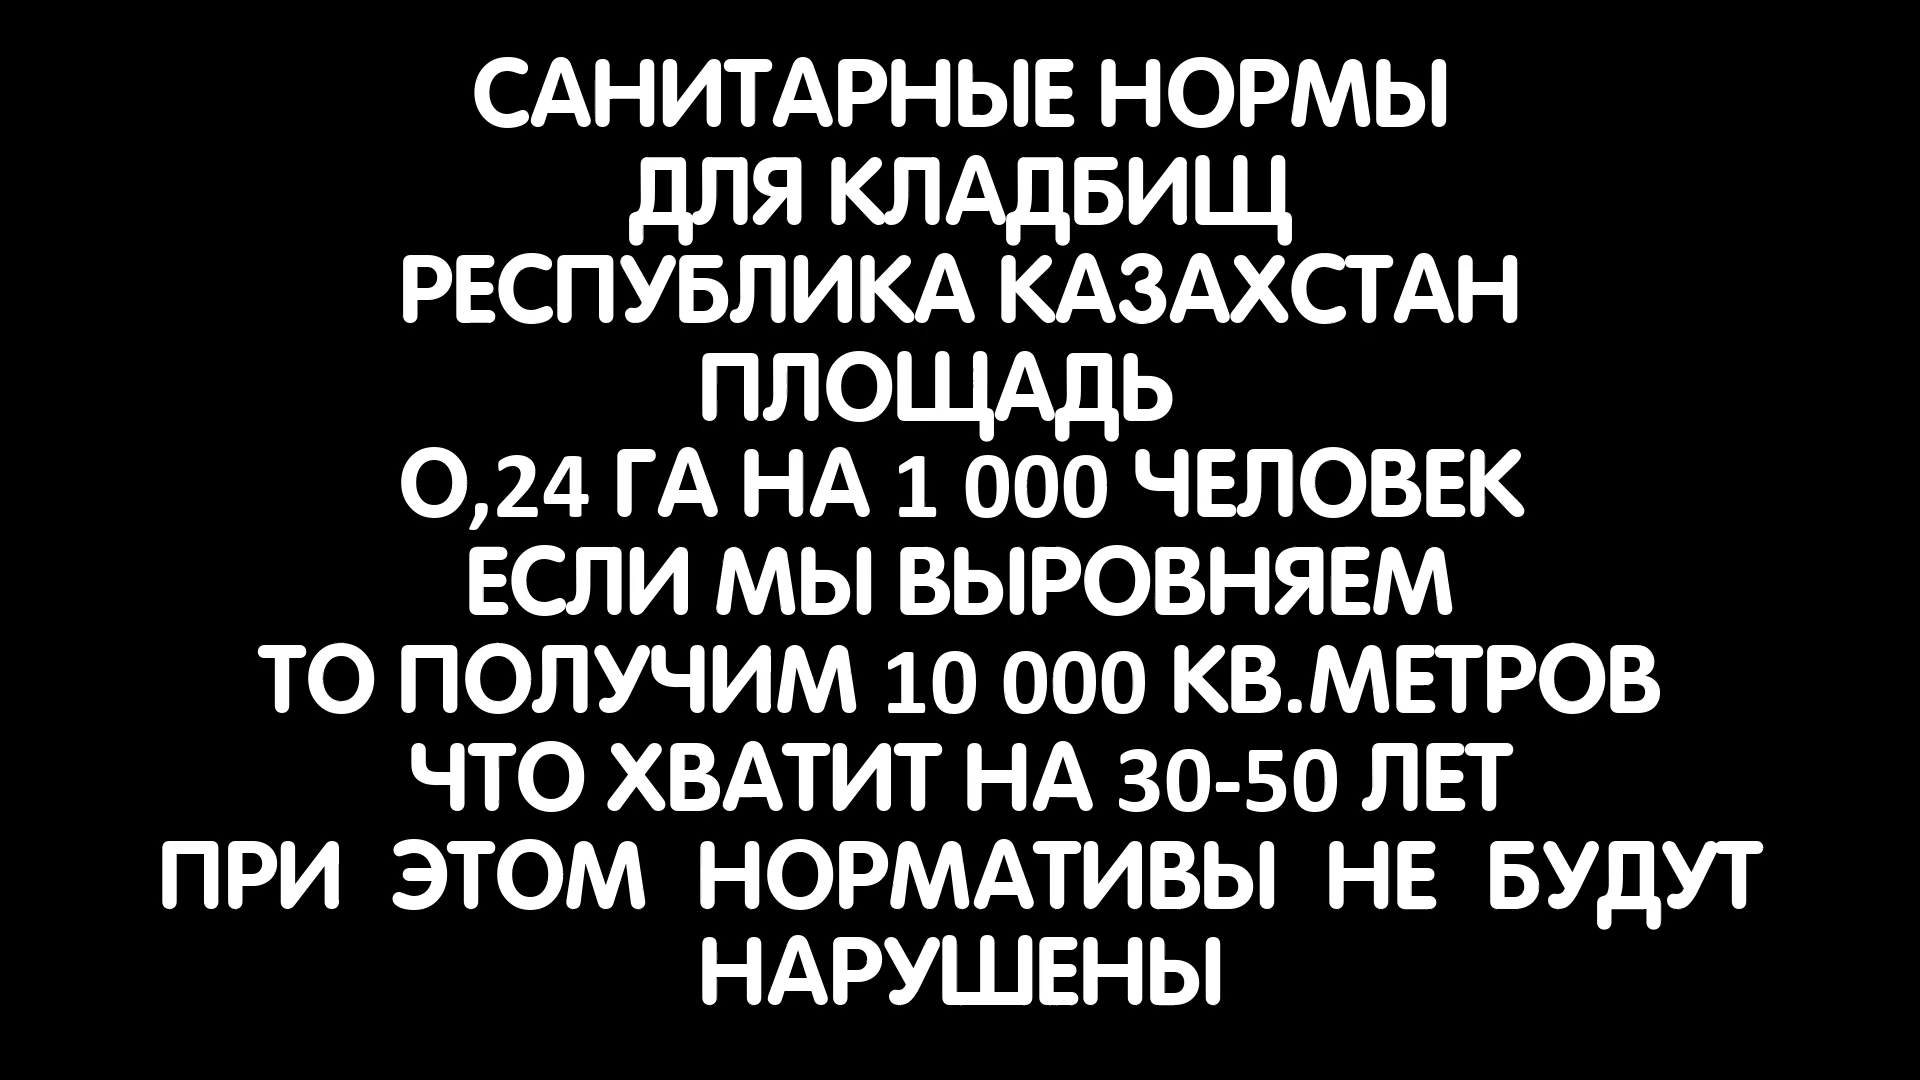 САНИТАРНЫЕ НОРМЫ
ДЛЯ КЛАДБИЩ
РЕСПУБЛИКА КАЗАХСТАН
ПЛОЩАДЬ
О,24 ГА НА 1 000 ЧЕЛОВЕК
ЕСЛИ МЫ ВЫРОВНЯЕМ
ТО ПОЛУЧИМ 10 000 КВ.МЕТРОВ
ЧТО ХВАТИТ НА 30-50 ЛЕТ
ПРИ ЭТОМ НОРМАТИВЫ НЕ БУДУТ
НАРУШЕНЫ